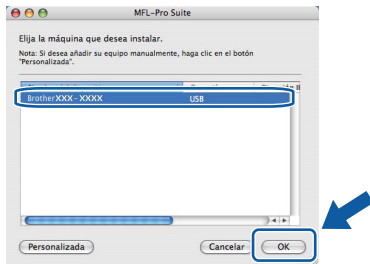 MFL-Pro Suite
Elija la máquina que desea instalar.
Nota: Si desea añadir su equipo manualmente, haga clic en el botón
"Personalizada".
BrotherXXX-XXXX USB
Personalizada Cancelar OK